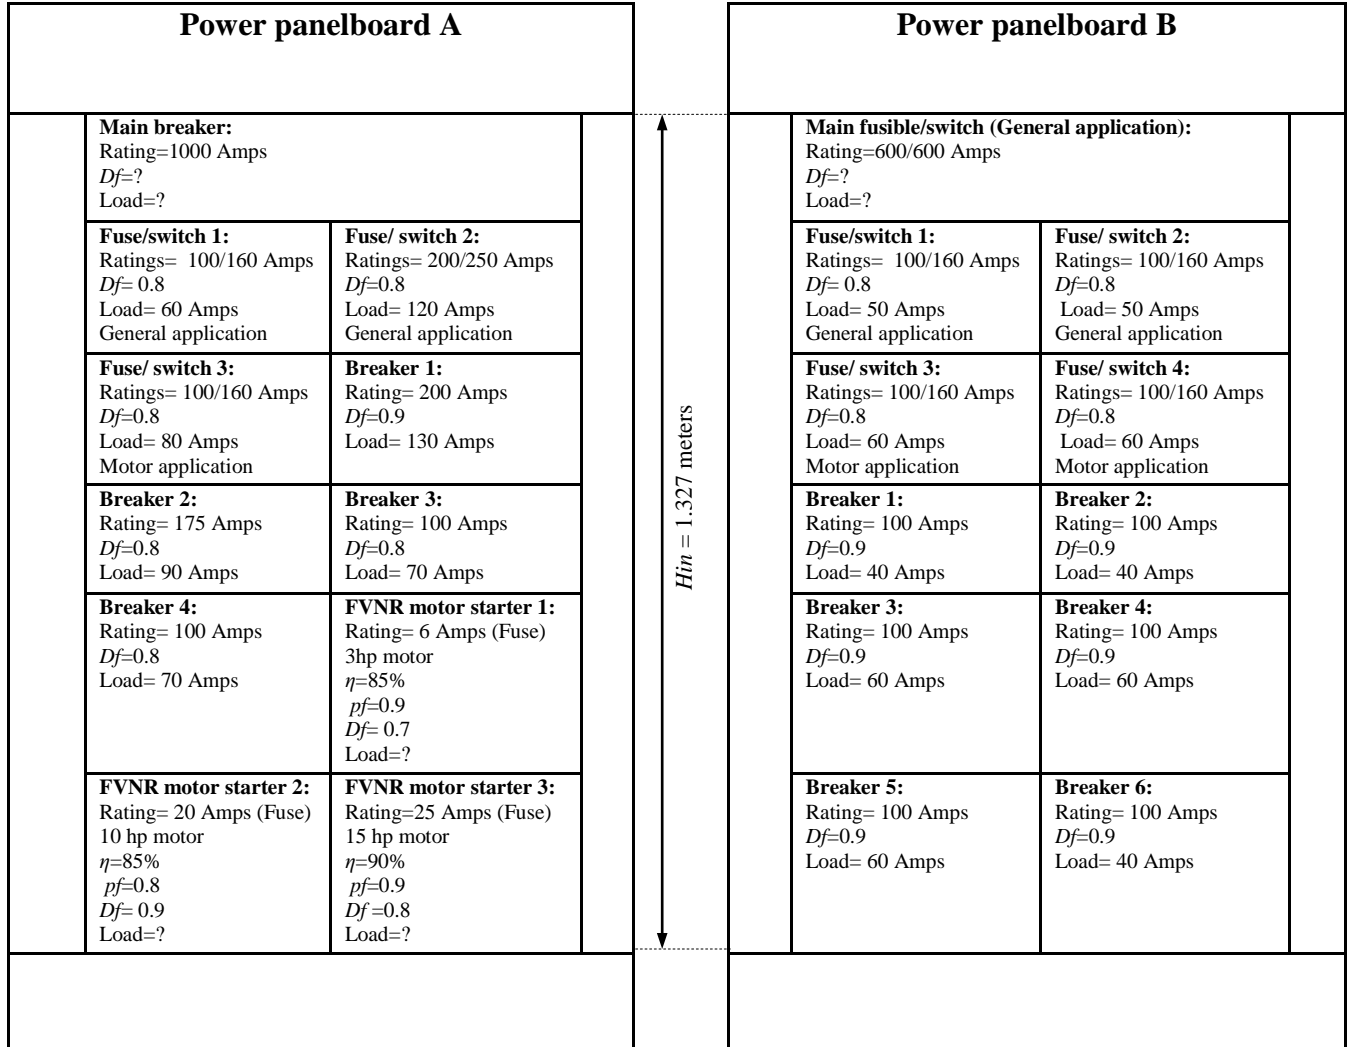 Power panelboard A
Main breaker:
Rating=1000 Amps
Df=?
Load=?
Fuse/switch 1:
Ratings=  100/160 Amps
Df= 0.8
Load= 60 Amps
General application
Fuse/ switch 2:
Ratings= 200/250 Amps
Df=0.8
Load= 120 Amps
General application
Fuse/ switch 3:
Ratings= 100/160 Amps
Df=0.8
Load= 80 Amps
Motor application
Breaker 1:
Rating= 200 Amps
Df=0.9
Load= 130 Amps
Breaker 2:
Rating= 175 Amps
Df=0.8
Load= 90 Amps
Breaker 3:
Rating= 100 Amps
Df=0.8
Load= 70 Amps
Breaker 4:
Rating= 100 Amps
Df=0.8
Load= 70 Amps
FVNR motor starter 1:
Rating= 6 Amps (Fuse)
3hp motor
η=85%
pf=0.9
Df= 0.7
Load=?
FVNR motor starter 2:
Rating= 20 Amps (Fuse)
10 hp motor
η=85%
pf=0.8
Df= 0.9
Load=?
FVNR motor starter 3:
Rating=25 Amps (Fuse)
15 hp motor
η=90%
pf=0.9
Df =0.8
Load=?
Hin = 1.327 meters
Power panelboard B
Main fusible/switch (General application):
Rating=600/600 Amps
Df=?
Load=?
Fuse/switch 1:
Ratings=  100/160 Amps
Df= 0.8
Load= 50 Amps
General application
Fuse/ switch 2:
Ratings= 100/160 Amps
Df=0.8
Load= 50 Amps
General application
Fuse/ switch 3:
Ratings= 100/160 Amps
Df=0.8
Load= 60 Amps
Motor application
Fuse/ switch 4:
Ratings= 100/160 Amps
Df=0.8
Load= 60 Amps
Motor application
Breaker 1:
Rating= 100 Amps
Df=0.9
Load= 40 Amps
Breaker 2:
Rating= 100 Amps
Df=0.9
Load= 40 Amps
Breaker 3:
Rating= 100 Amps
Df=0.9
Load= 60 Amps
Breaker 4:
Rating= 100 Amps
Df=0.9
Load= 60 Amps
Breaker 5:
Rating= 100 Amps
Df=0.9
Load= 60 Amps
Breaker 6:
Rating= 100 Amps
Df=0.9
Load= 40 Amps